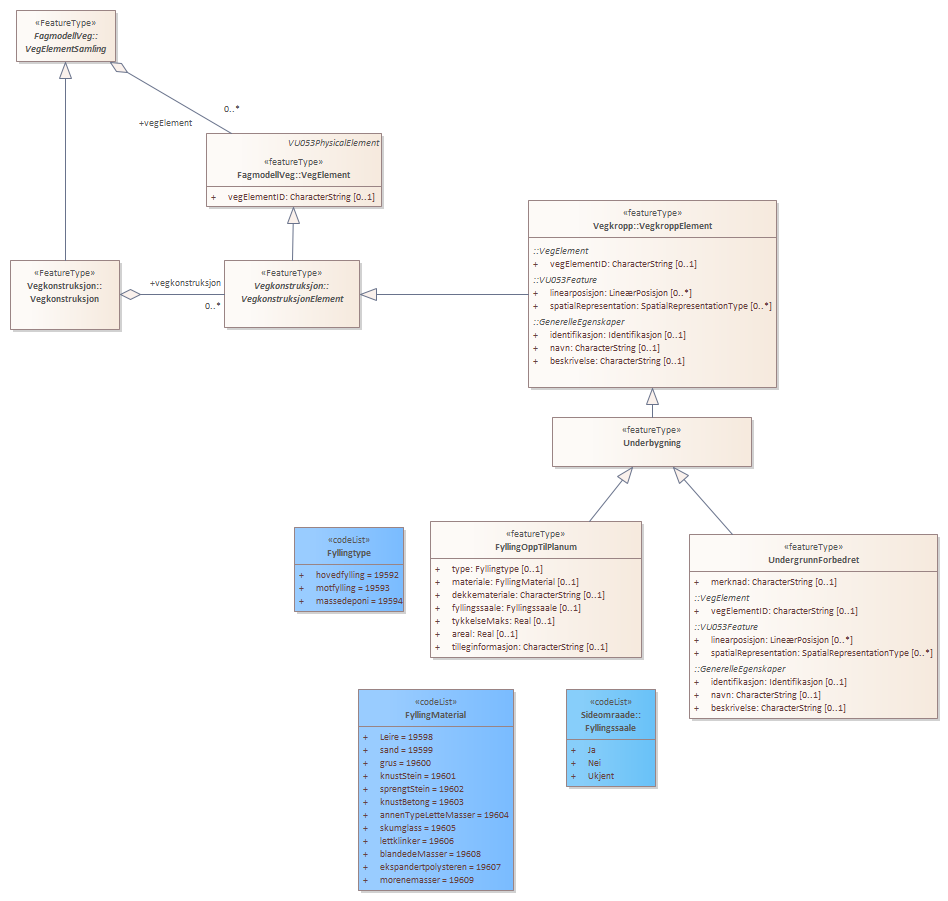 «FeatureType»
FagmodellVeg::
VegElementSamling
0..*
+vegElement
VU053PhysicalElement
«featureType»
FagmodellVeg::VegElement
+ vegElementID: CharacterString [0..1]
«FeatureType»
Vegkonstruksjon::
Vegkonstruksjon
+vegkonstruksjon
0..*
«FeatureType»
Vegkonstruksjon::
VegkonstruksjonElement
«featureType»
Vegkropp::VegkroppElement
::VegElement
+ vegElementID: CharacterString [0..1]
::VU053Feature
+ linearposisjon: LineærPosisjon [0..*]
+ spatialRepresentation: SpatialRepresentationType [0..*]
::GenerelleEgenskaper
+ identifikasjon: Identifikasjon [0..1]
+ navn: CharacterString [0..1]
+ beskrivelse: CharacterString [0..1]
«featureType»
Underbygning
«codeList»
Fyllingtype
+ hovedfylling = 19592
+ motfylling = 19593
+ massedeponi = 19594
«featureType»
FyllingOppTilPlanum
+ type: Fyllingtype [0..1]
+ materiale: FyllingMaterial [0..1]
+ dekkemateriale: CharacterString [0..1]
+ fyllingssaale: Fyllingssaale [0..1]
+ tykkelseMaks: Real [0..1]
+ areal: Real [0..1]
+ tilleginformasjon: CharacterString [0..1]
«featureType»
UndergrunnForbedret
+ merknad: CharacterString [0..1]
::VegElement
+ vegElementID: CharacterString [0..1]
::VU053Feature
+ linearposisjon: LineærPosisjon [0..*]
+ spatialRepresentation: SpatialRepresentationType [0..*]
::GenerelleEgenskaper
+ identifikasjon: Identifikasjon [0..1]
+ navn: CharacterString [0..1]
+ beskrivelse: CharacterString [0..1]
«codeList»
FyllingMaterial
+ Leire = 19598
+ sand = 19599
+ grus = 19600
+ knustStein = 19601
+ sprengtStein = 19602
+ knustBetong = 19603
+ annenTypeLetteMasser = 19604
+ skumglass = 19605
+ lettklinker = 19606
+ blandedeMasser = 19608
+ ekspandertpolysteren = 19607
+ morenemasser = 19609
«codeList»
Sideomraade::
Fyllingssaale
+ Ja
+ Nei
+ Ukjent